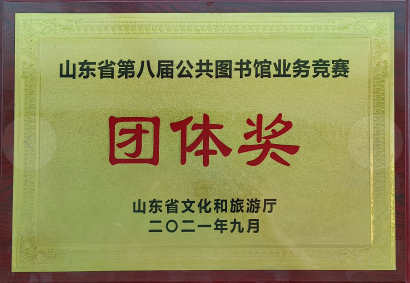 山东省第八届公共图书馆业务竞赛
团体奖
山东省文化和旅游厅
二〇二一年九月